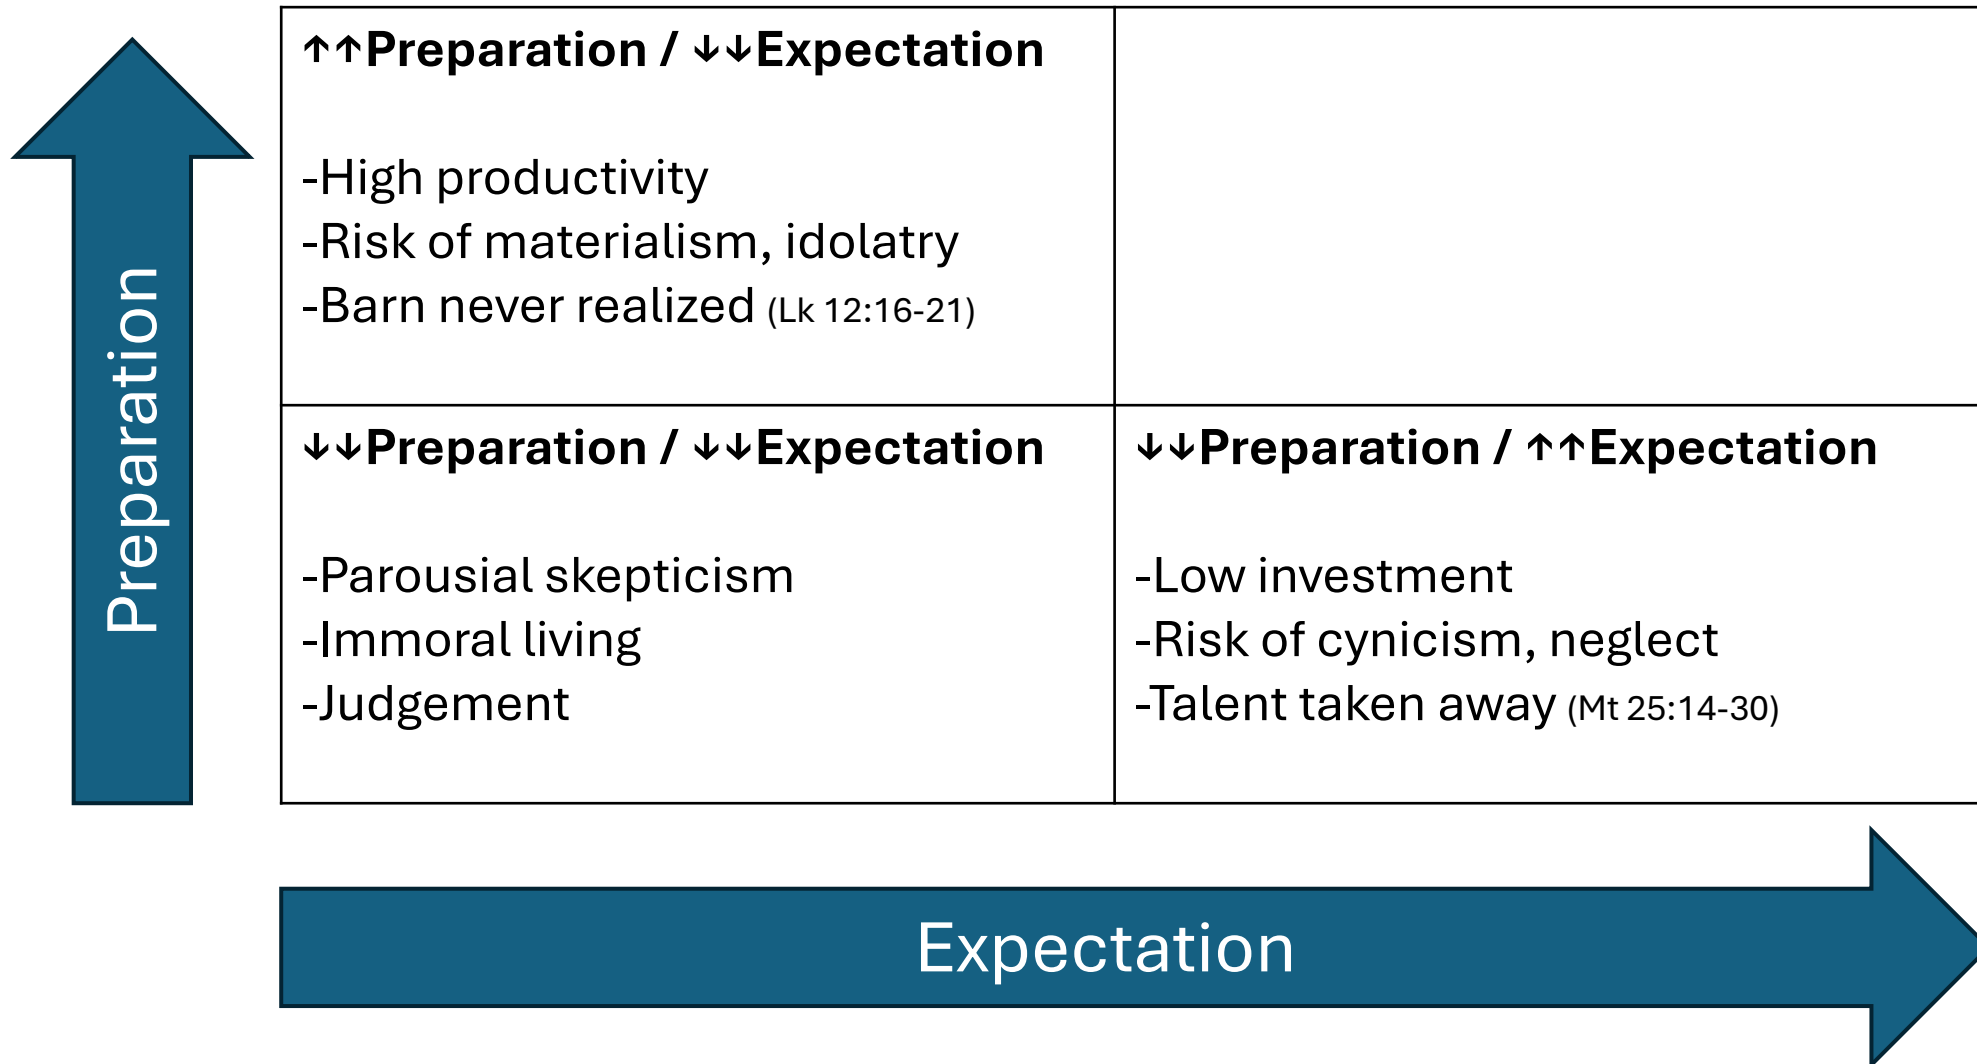 ↑↑Preparation / ↓↓Expectation
-High productivity
-Risk of materialism, idolatry
-Barn never realized (Lk 12:16-21)
↓↓Preparation / ↓↓Expectation
-Parousial skepticism
-Immoral living
-Judgement
↓↓Preparation / ↑↑Expectation
-Low investment
-Risk of cynicism, neglect
-Talent taken away (Mt 25:14-30)
Preparation
Expectation